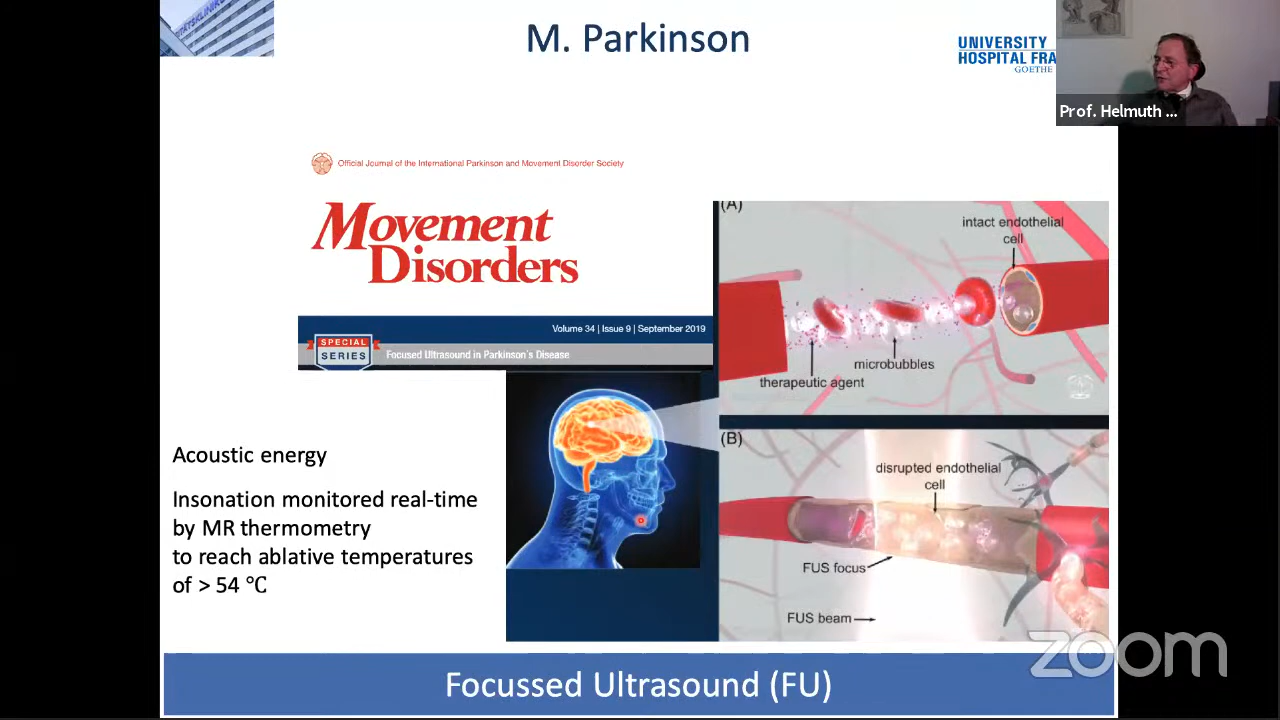 M. Parkinson
UNIVERSITY
HOSPITAL FRA
GOETHE
Prof. Helmuth ...
Official Journal of the International Parkinson and Movement Disorder Society
Movement
Disorders
Volume 34 | Issue 9 | September 2019
SPECIAL
SERIES
Focused Ultrasound in Parkinson's Disease
(A)
intact endothelial
cell
microbubbles
therapeutic agent
(B)
disrupted endothelial
cell
FUS focus
FUS beam
Acoustic energy
Insonation monitored real-time
by MR thermometry
to reach ablative temperatures
of > 54 °C
zoom
Focussed Ultrasound (FU)